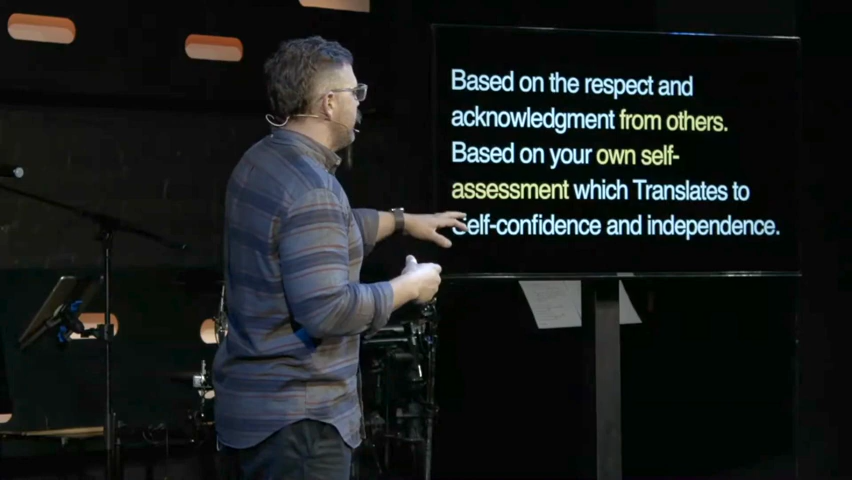 Based on the respect and
acknowledgment from others.
Based on your own self-
assessment which Translates to
Self-confidence and independence.